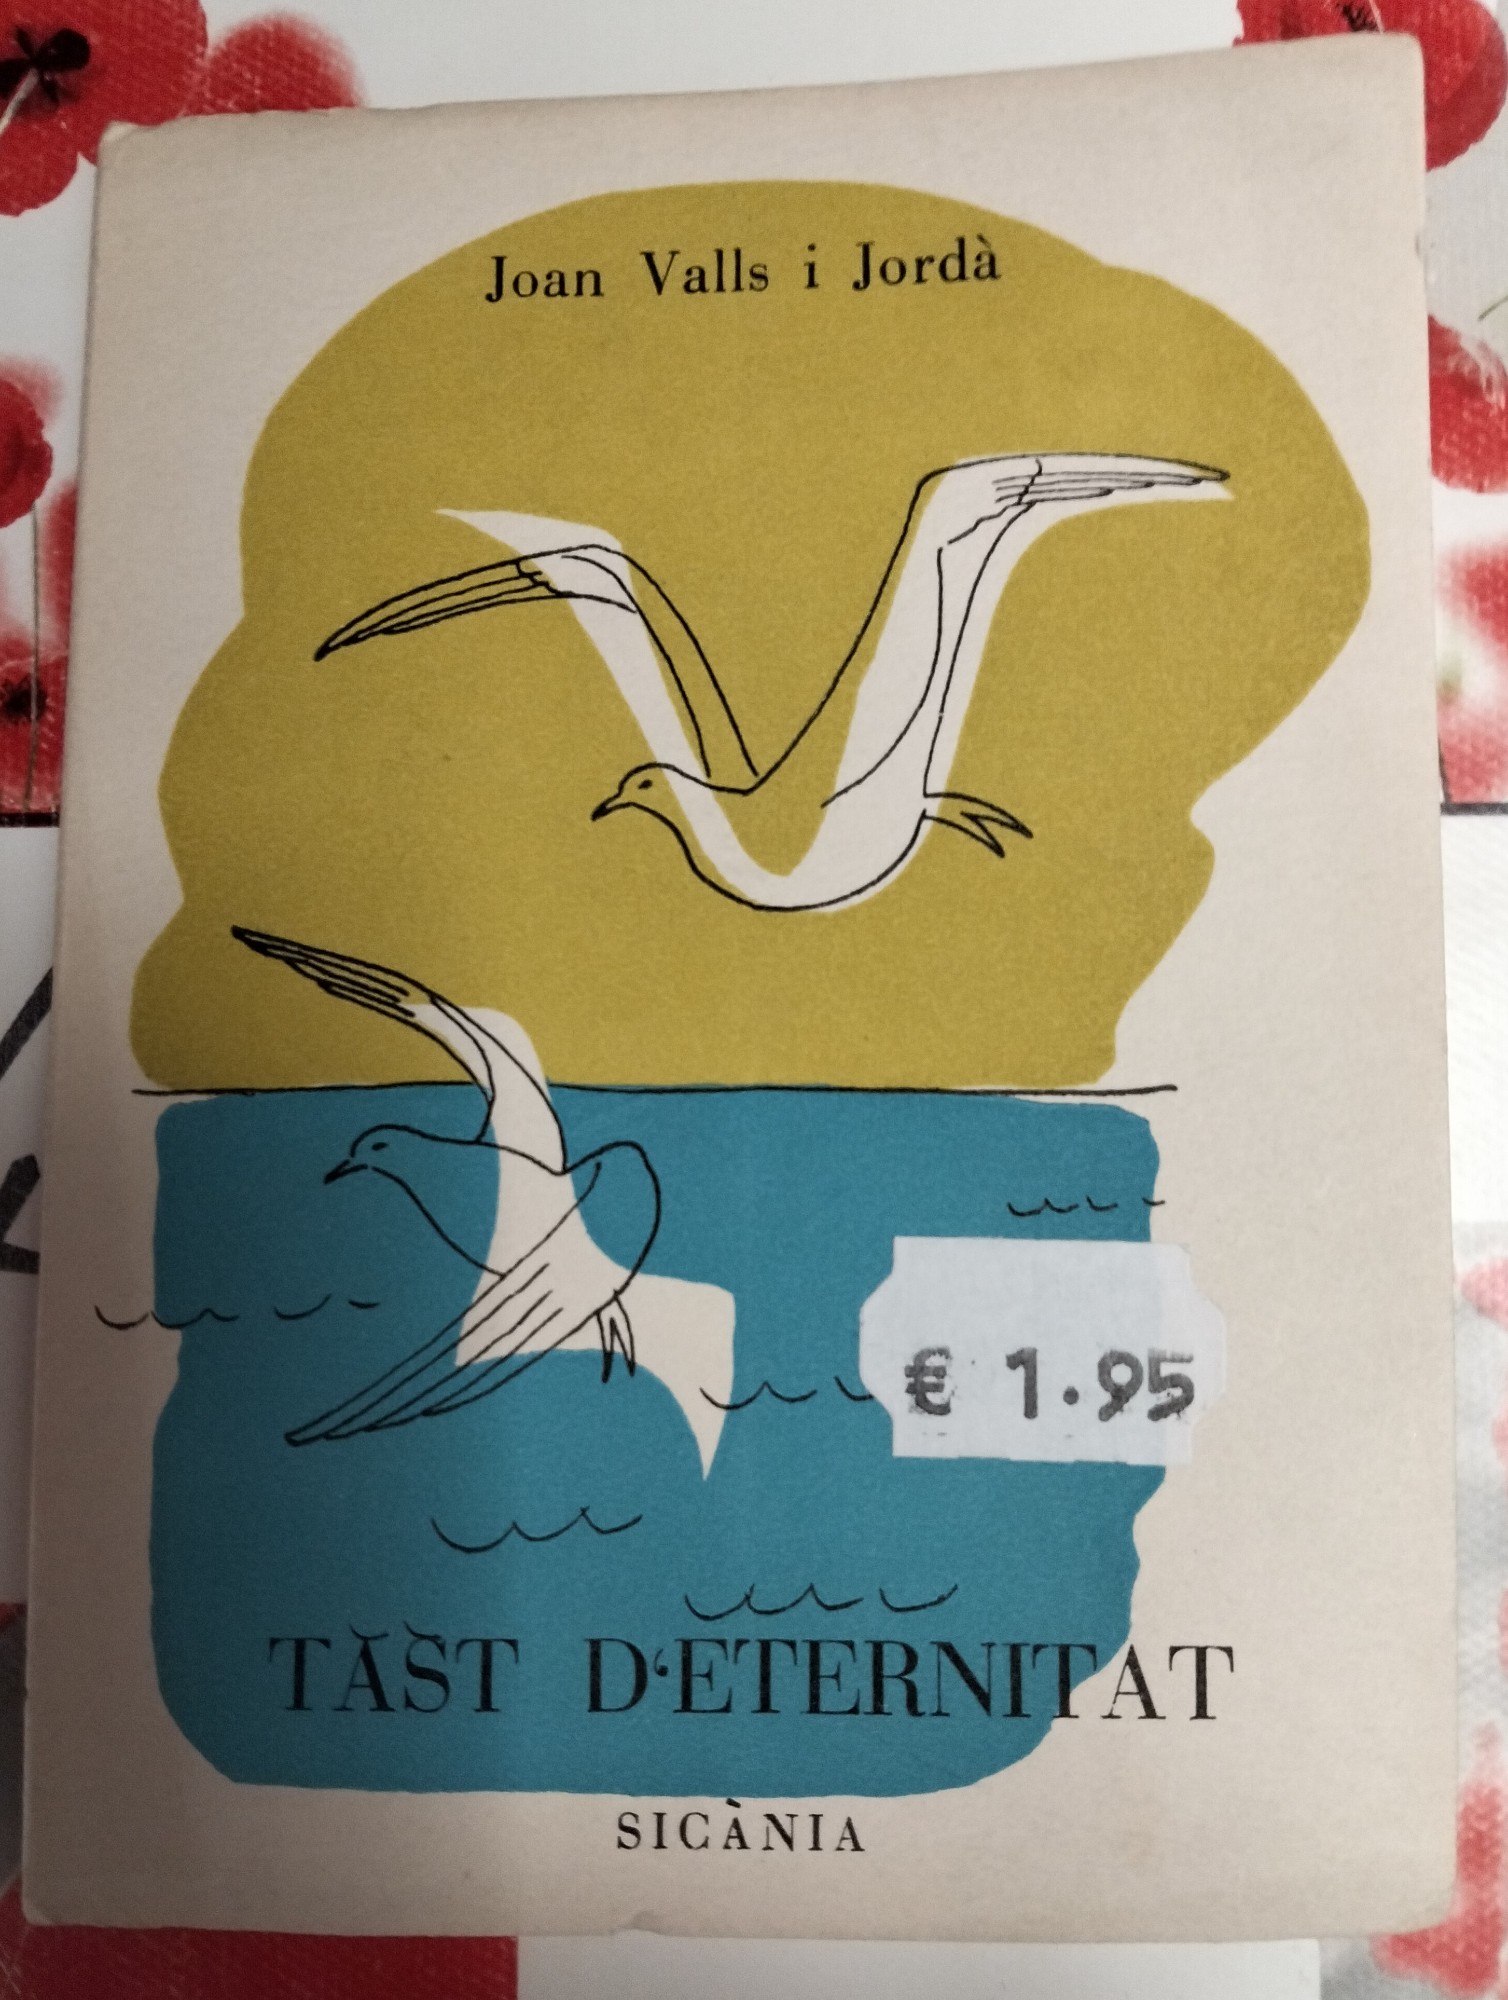 Joan Valls i Jordà
€ 1.95
TAST D'ETERNITAT
SICÀNIA